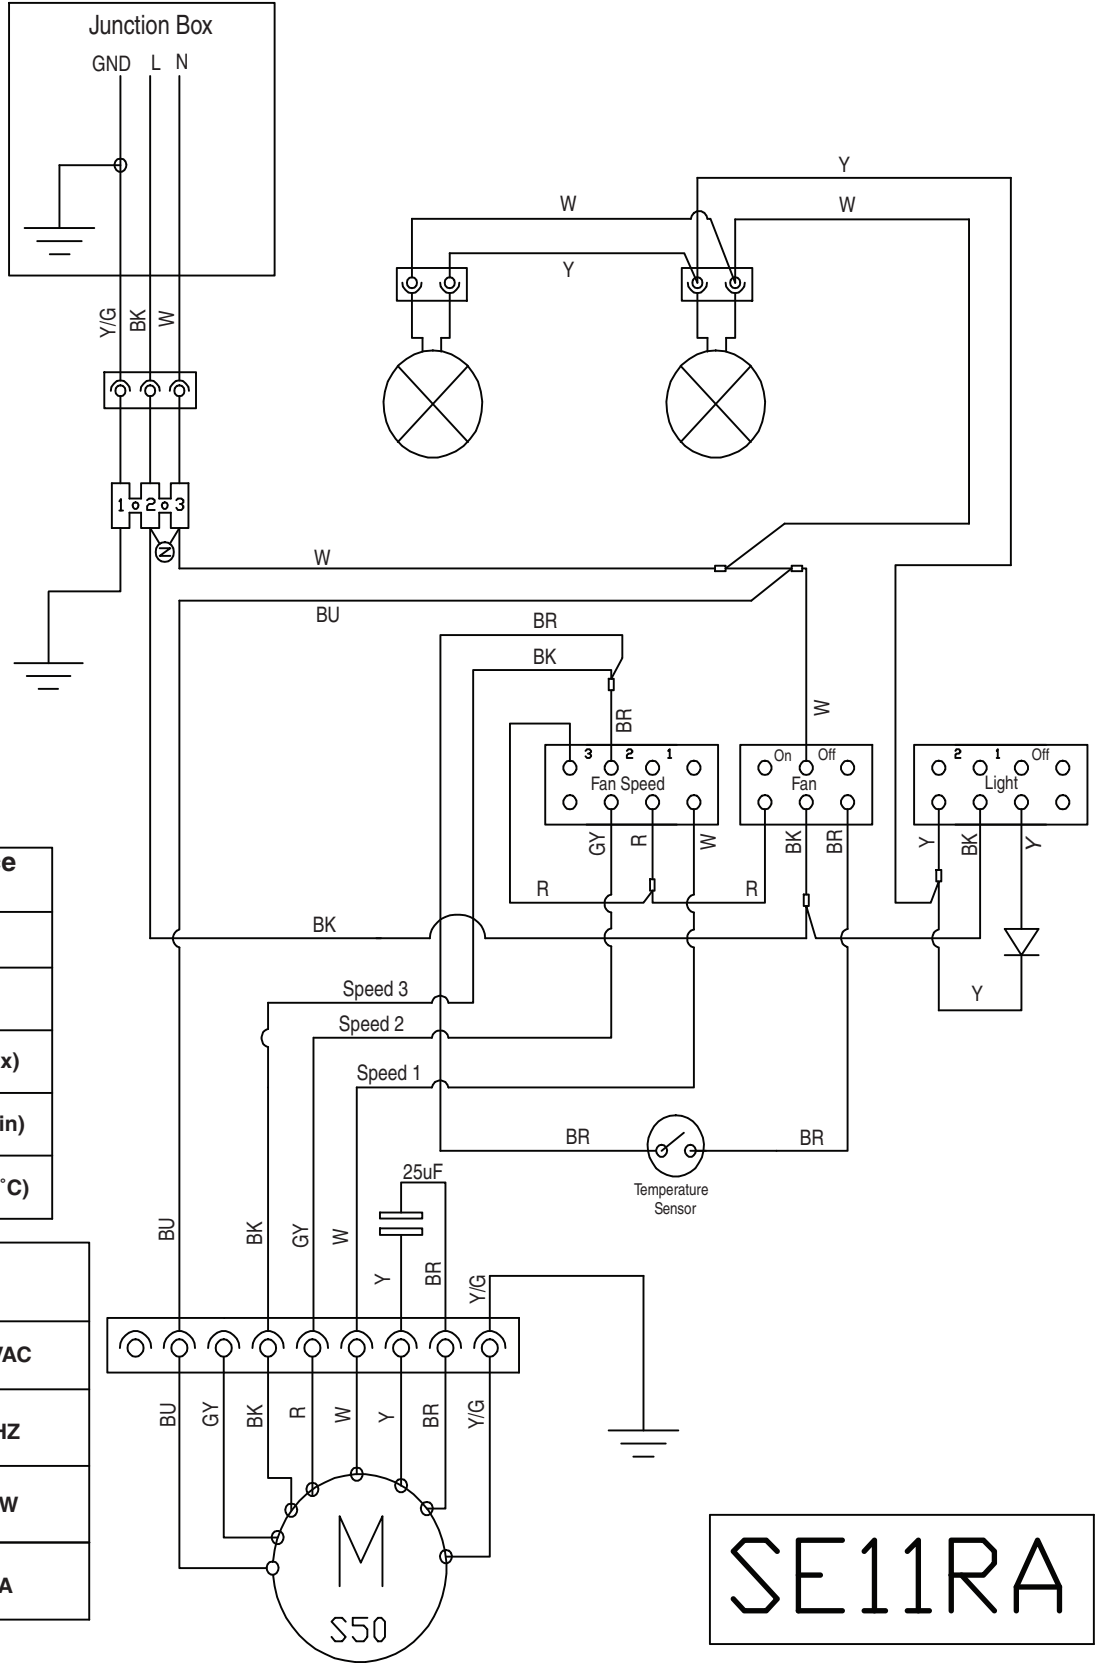 Junction Box
GND L N
Y/G BK W
1 2 3
N
W
Y
W
Y
W
BU
BR
BK
BR
W
3 2 1
Fan Speed
On Off
Fan
2 1 Off
Light
GY R W
BK BR
Y BK Y
R R
BK
Y
Speed 3
Speed 2
Speed 1
BR BR
Temperature
Sensor
25uF
BU BK GY W Y BR Y/G
BU GY BK R W Y BR Y/G
M
S50
SE11RA
x)
in)
˚C)
VAC
HZ
W
A